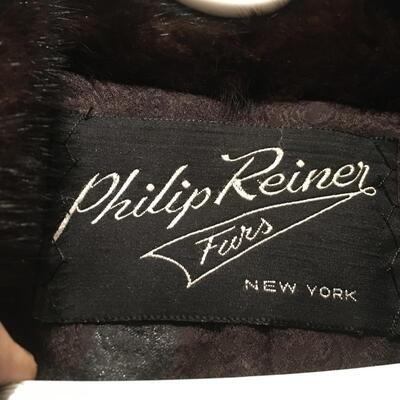 Philip Reiner
Furs
NEW YORK